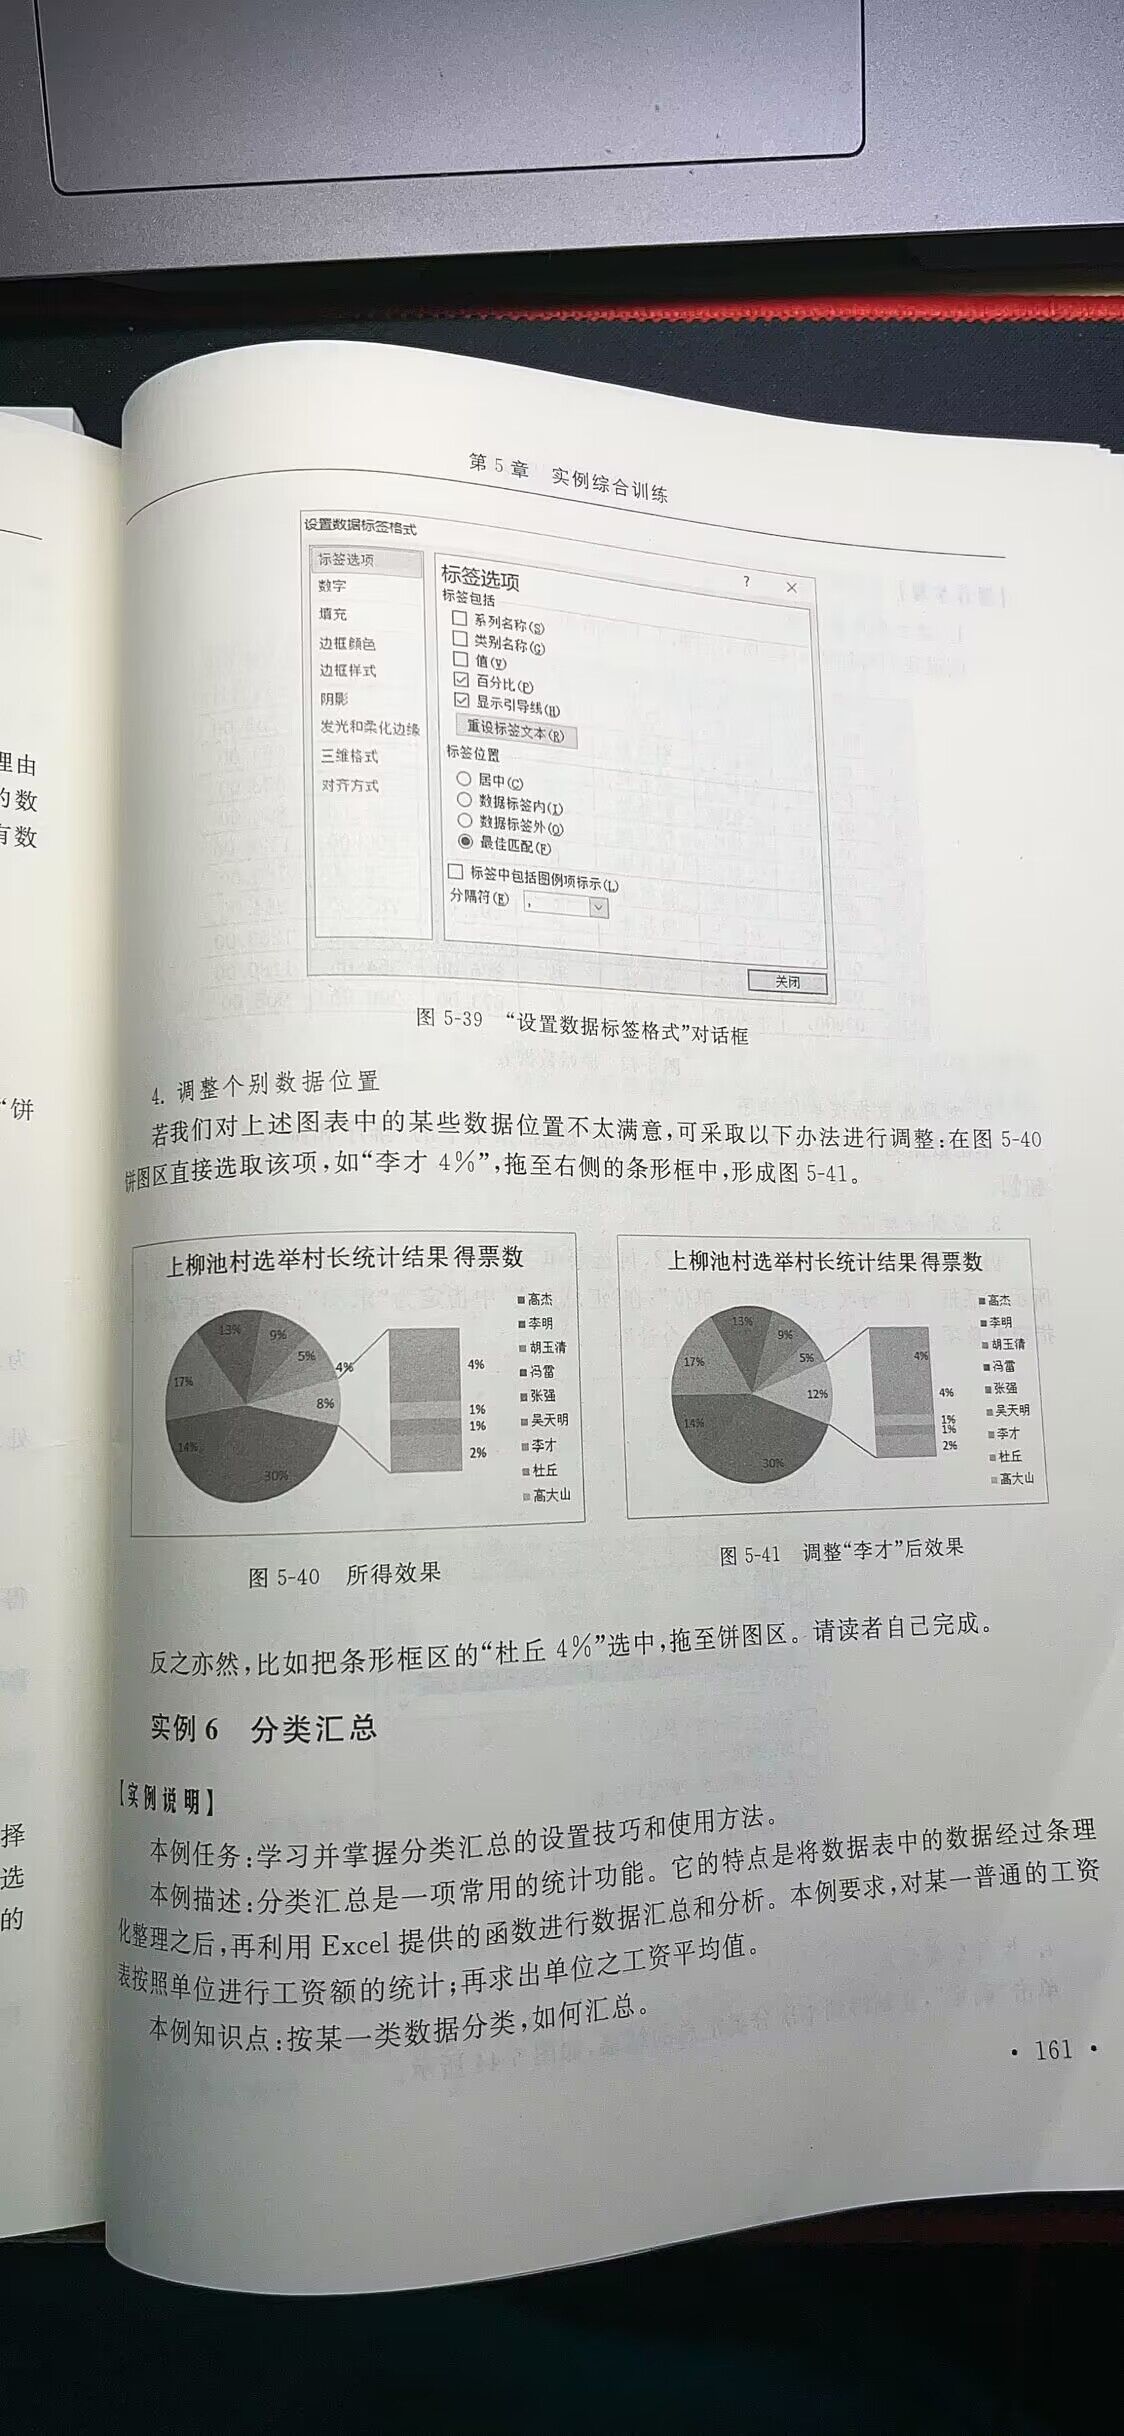 第 5 章 实例综合训练
设置数据标签格式
? ×
标签选项
数字
填充
边框颜色
边框样式
阴影
发光和柔化边缘
三维格式
对齐方式
标签选项
标签包括
系列名称(S)
类别名称(G)
值(V)
百分比(P)
显示引导线(H)
重设标签文本(R)
标签位置
居中(C)
数据标签内(I)
数据标签外(O)
最佳匹配(F)
标签中包括图例项标示(L)
分隔符(E) ,
关闭
图 5-39 “设置数据标签格式”对话框
4. 调整个别数据位置
若我们对上述图表中的某些数据位置不太满意,可采取以下办法进行调整:在图 5-40
饼图区直接选取该项,如“李才 4%”,拖至右侧的条形框中,形成图 5-41。
上柳池村选举村长统计结果 得票数
13%
9%
5%
4%
17%
8%
14%
30%
4%
1%
1%
2%
高杰
李明
胡玉清
冯雷
张强
吴天明
李才
杜丘
高大山
图 5-40 所得效果
上柳池村选举村长统计结果 得票数
13%
9%
5%
17%
12%
14%
30%
4%
4%
1%
1%
2%
高杰
李明
胡玉清
冯雷
张强
吴天明
李才
杜丘
高大山
图 5-41 调整“李才”后效果
反之亦然,比如把条形框区的“杜丘 4%”选中,拖至饼图区。请读者自己完成。
实例 6 分类汇总
【实例说明】
本例任务:学习并掌握分类汇总的设置技巧和使用方法。
本例描述:分类汇总是一项常用的统计功能。它的特点是将数据表中的数据经过条理
化整理之后,再利用 Excel 提供的函数进行数据汇总和分析。本例要求,对某一普通的工资
表按照单位进行工资额的统计;再求出单位之工资平均值。
本例知识点:按某一类数据分类,如何汇总。
· 161 ·
理由
的数
有数
“饼
择
选
的